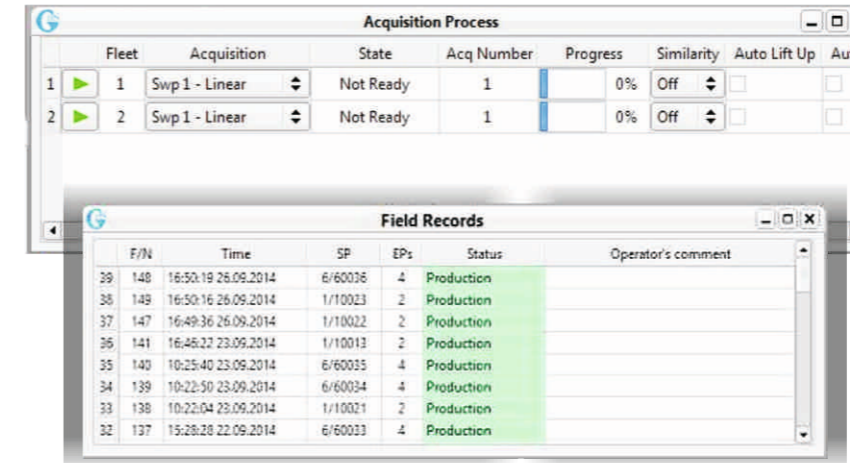 Acquisition Process
Fleet Acquisition State Acq Number Progress Similarity Auto Lift Up Au
1 1 Swp 1 - Linear Not Ready 1 0% Off
2 2 Swp 1 - Linear Not Ready 1 0% Off
Field Records
F/N Time SP EPs Status Operator's comment
39 148 16:50:19 26.09.2014 6/60036 4 Production
38 149 16:50:16 26.09.2014 1/10023 2 Production
37 147 16:49:36 26.09.2014 1/10022 2 Production
36 141 16:46:22 23.09.2014 1/10013 2 Production
35 140 10:25:40 23.09.2014 6/60035 4 Production
34 139 10:22:50 23.09.2014 6/60034 4 Production
33 138 10:22:04 23.09.2014 1/10021 2 Production
32 137 15:28:28 22.09.2014 6/60033 4 Production